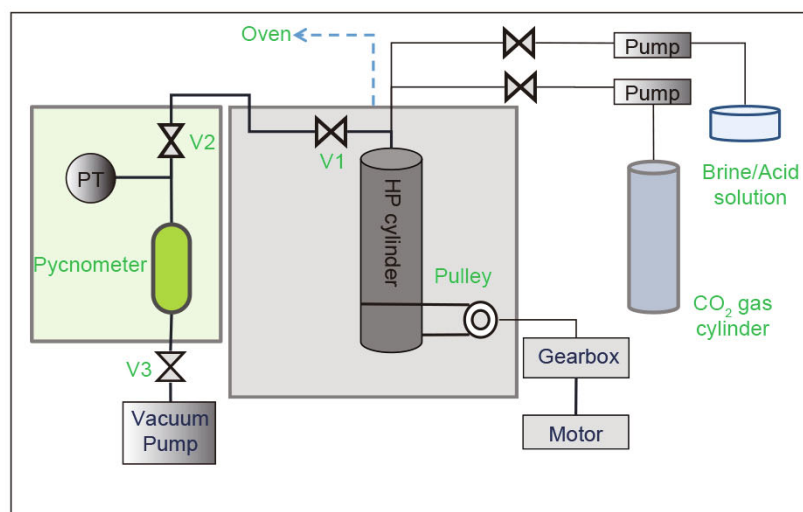 Oven
Pump
Pump
V2
V1
PT
HP cylinder
Brine/Acid
solution
Pycnometer
Pulley
CO₂ gas
cylinder
V3
Gearbox
Vacuum
Pump
Motor